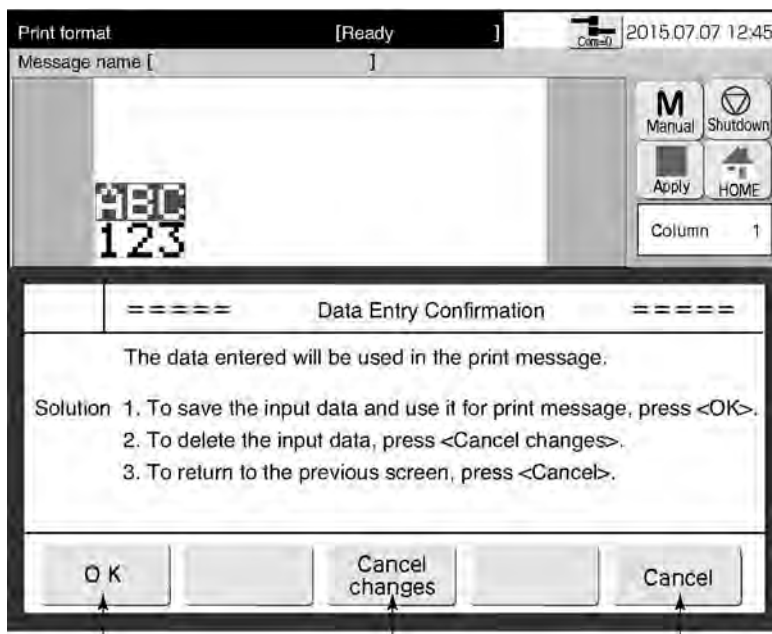 Print format [Ready ] Com=0 2015.07.07 12:45
Message name [ ]
M Manual Shutdown
Apply HOME
ABC
123
Column 1
===== Data Entry Confirmation =====
The data entered will be used in the print message.
Solution 1. To save the input data and use it for print message, press <OK>.
2. To delete the input data, press <Cancel changes>.
3. To return to the previous screen, press <Cancel>.
O K Cancel changes Cancel